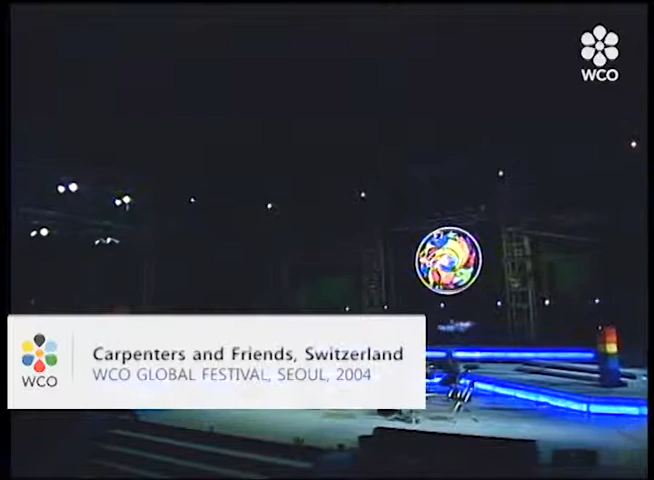 WCO
Carpenters and Friends, Switzerland
WCO GLOBAL FESTIVAL, SEOUL, 2004
WCO